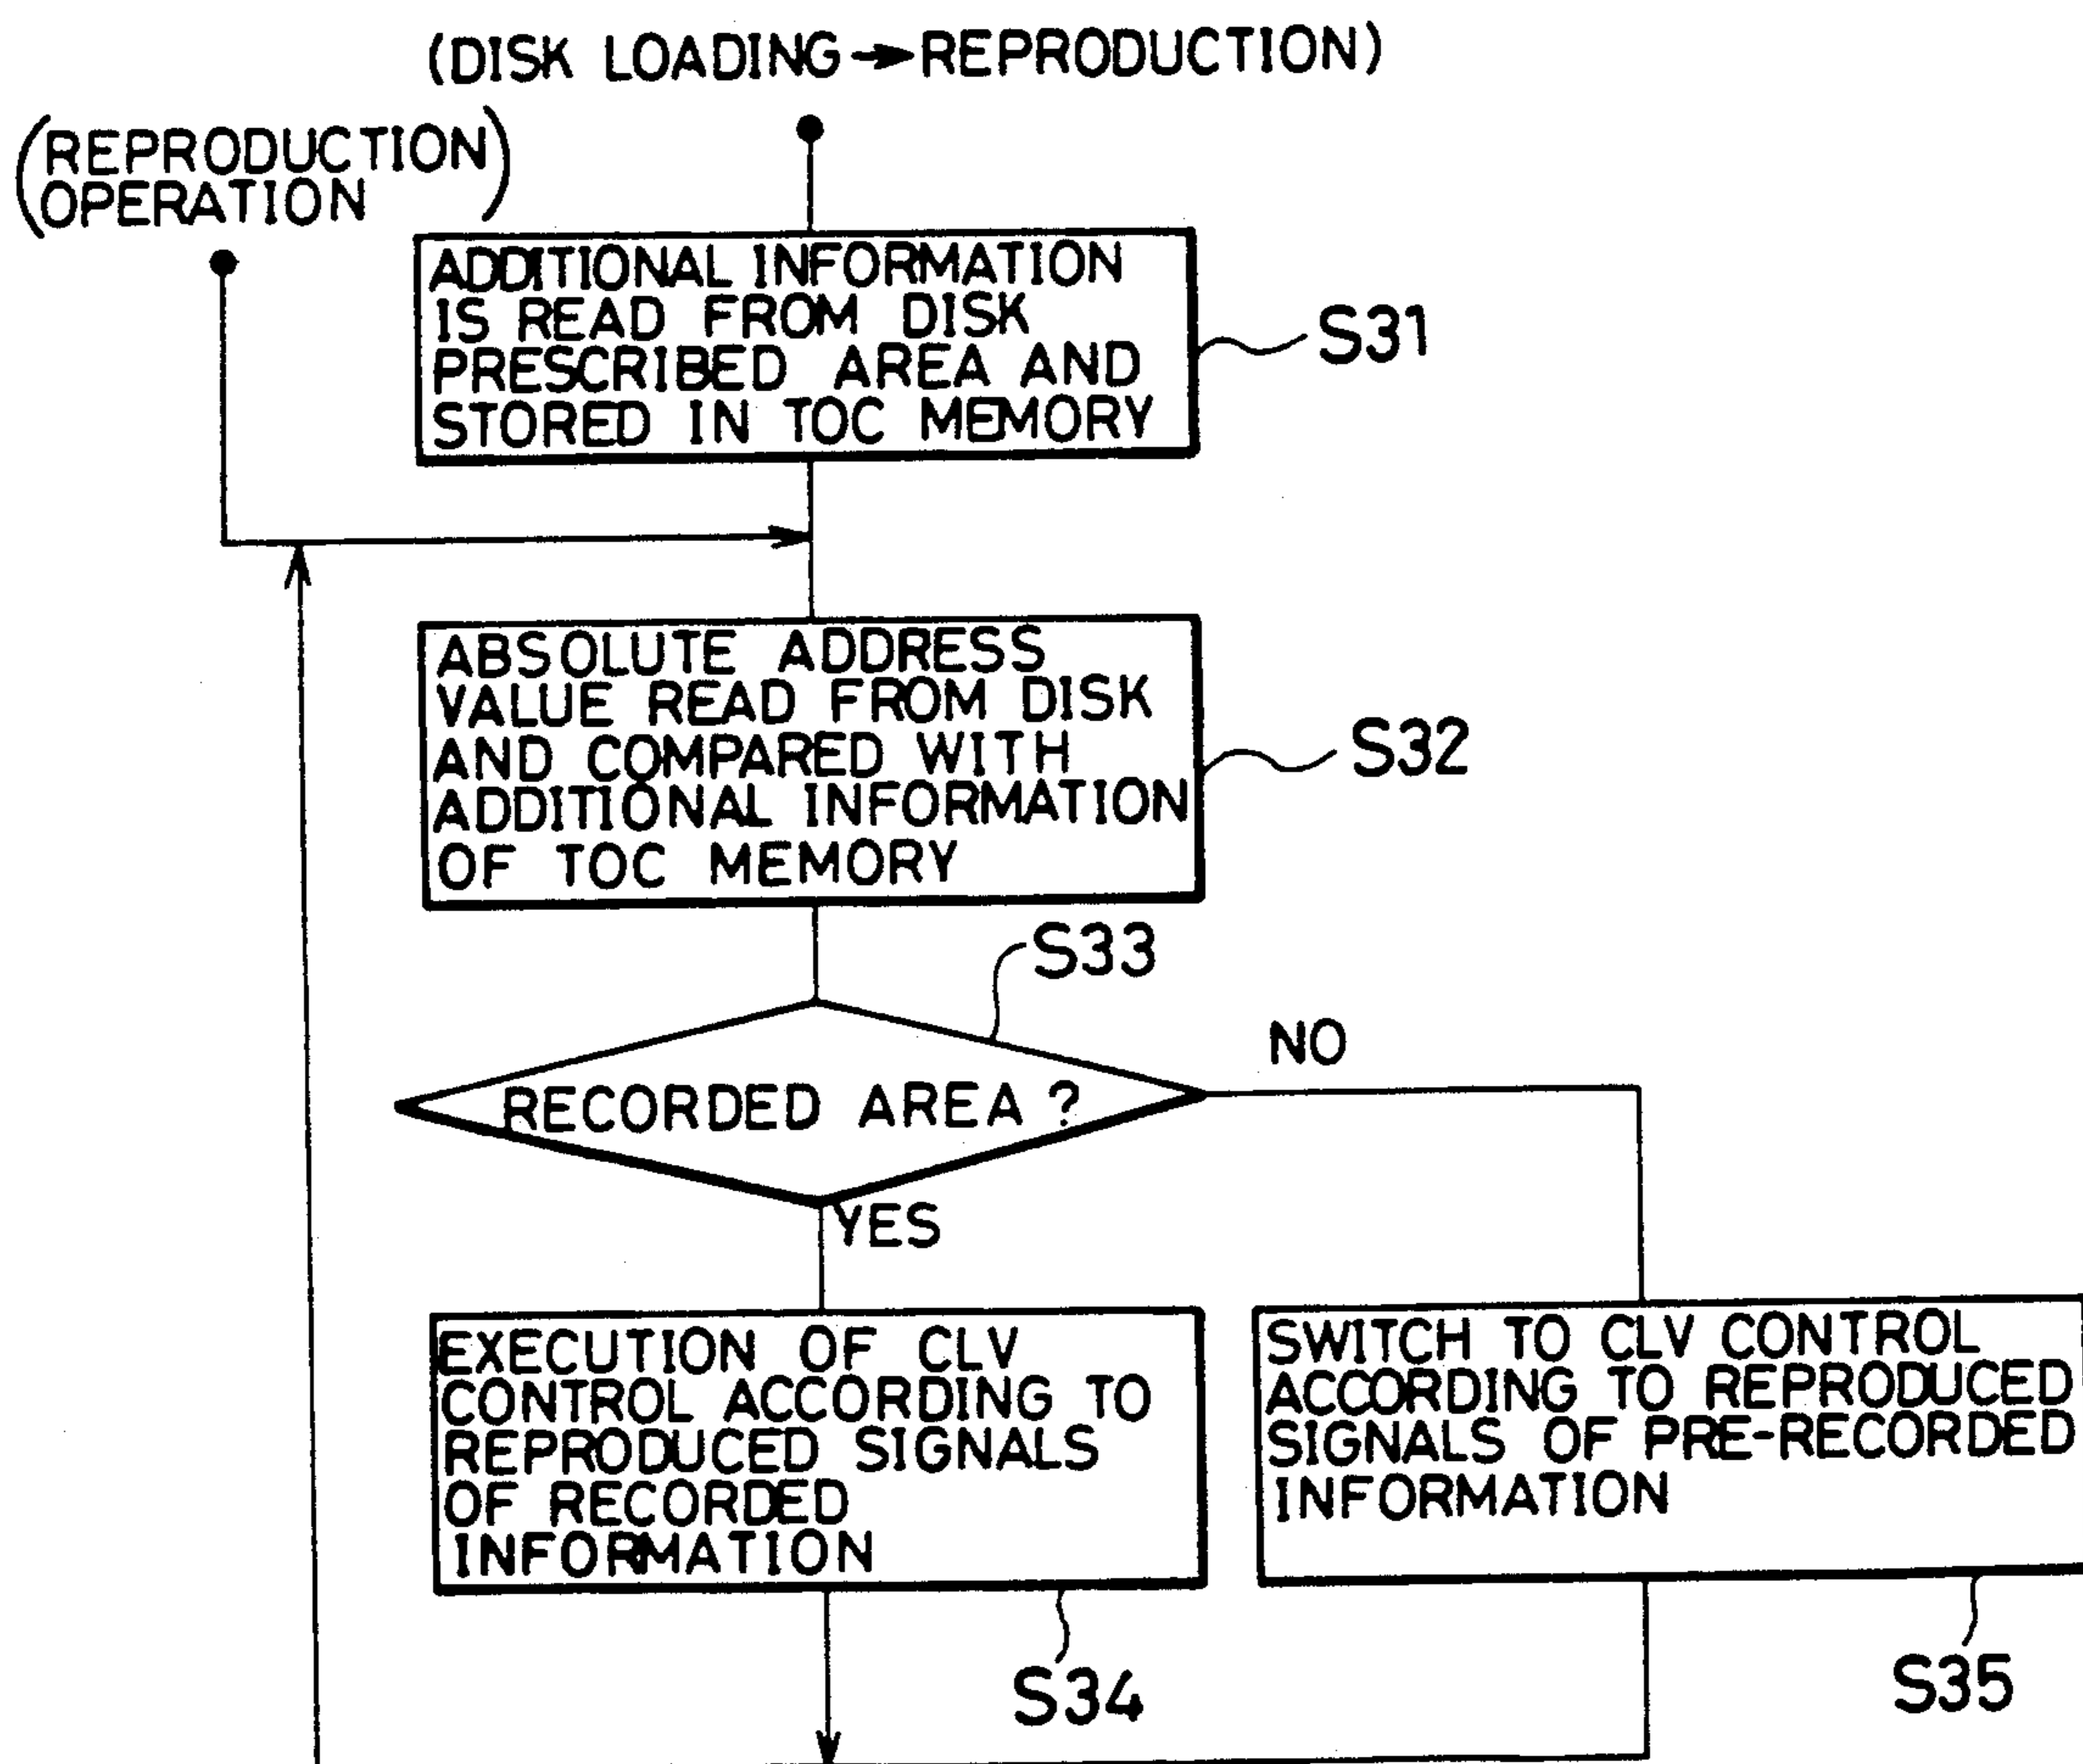 (DISK LOADING→REPRODUCTION)
(REPRODUCTION
OPERATION)
ADDITIONAL INFORMATION
IS READ FROM DISK
PRESCRIBED AREA AND
STORED IN TOC MEMORY
S31
ABSOLUTE ADDRESS
VALUE READ FROM DISK
AND COMPARED WITH
ADDITIONAL INFORMATION
OF TOC MEMORY
S32
S33
RECORDED AREA ?
NO
YES
EXECUTION OF CLV
CONTROL ACCORDING TO
REPRODUCED SIGNALS
OF RECORDED
INFORMATION
S34
SWITCH TO CLV CONTROL
ACCORDING TO REPRODUCED
SIGNALS OF PRE-RECORDED
INFORMATION
S35